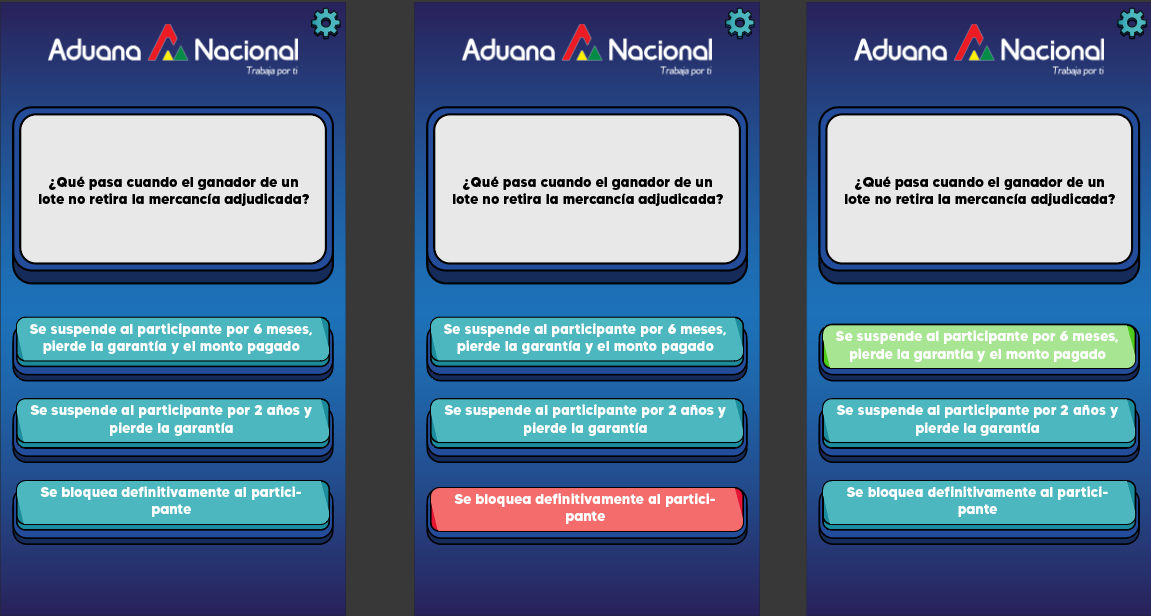 Aduana Nacional
Trabaja por ti
¿Qué pasa cuando el ganador de un
lote no retira la mercancía adjudicada?
Se suspende al participante por 6 meses,
pierde la garantía y el monto pagado
Se suspende al participante por 2 años y
pierde la garantía
Se bloquea definitivamente al partici-
pante
Aduana Nacional
Trabaja por ti
¿Qué pasa cuando el ganador de un
lote no retira la mercancía adjudicada?
Se suspende al participante por 6 meses,
pierde la garantía y el monto pagado
Se suspende al participante por 2 años y
pierde la garantía
Se bloquea definitivamente al partici-
pante
Aduana Nacional
Trabaja por ti
¿Qué pasa cuando el ganador de un
lote no retira la mercancía adjudicada?
Se suspende al participante por 6 meses,
pierde la garantía y el monto pagado
Se suspende al participante por 2 años y
pierde la garantía
Se bloquea definitivamente al partici-
pante